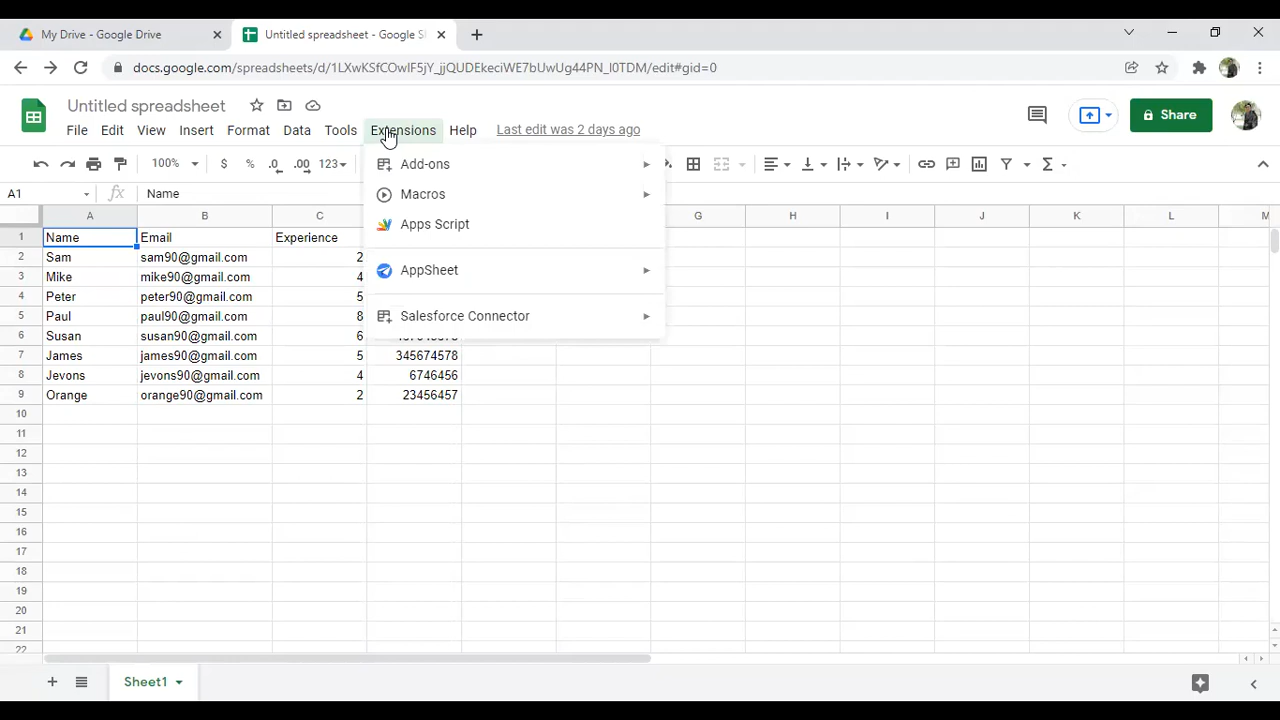 My Drive - Google Drive
Untitled spreadsheet - Google S
docs.google.com/spreadsheets/d/1LXwKSfCOwIF5jY_jjQUDEkeciWE7bUwUg44PN_I0TDM/edit#gid=0
Untitled spreadsheet
File Edit View Insert Format Data Tools Extensions Help Last edit was 2 days ago
Share
100% $ % .0 .00 123
A1 fx Name
Add-ons
Macros
Apps Script
AppSheet
Salesforce Connector
A B C G H I J K L M
1 Name Email Experience
2 Sam sam90@gmail.com 2
3 Mike mike90@gmail.com 4
4 Peter peter90@gmail.com 5
5 Paul paul90@gmail.com 8
6 Susan susan90@gmail.com 6
7 James james90@gmail.com 5 345674578
8 Jevons jevons90@gmail.com 4 6746456
9 Orange orange90@gmail.com 2 23456457
10
11
12
13
14
15
16
17
18
19
20
21
22
Sheet1